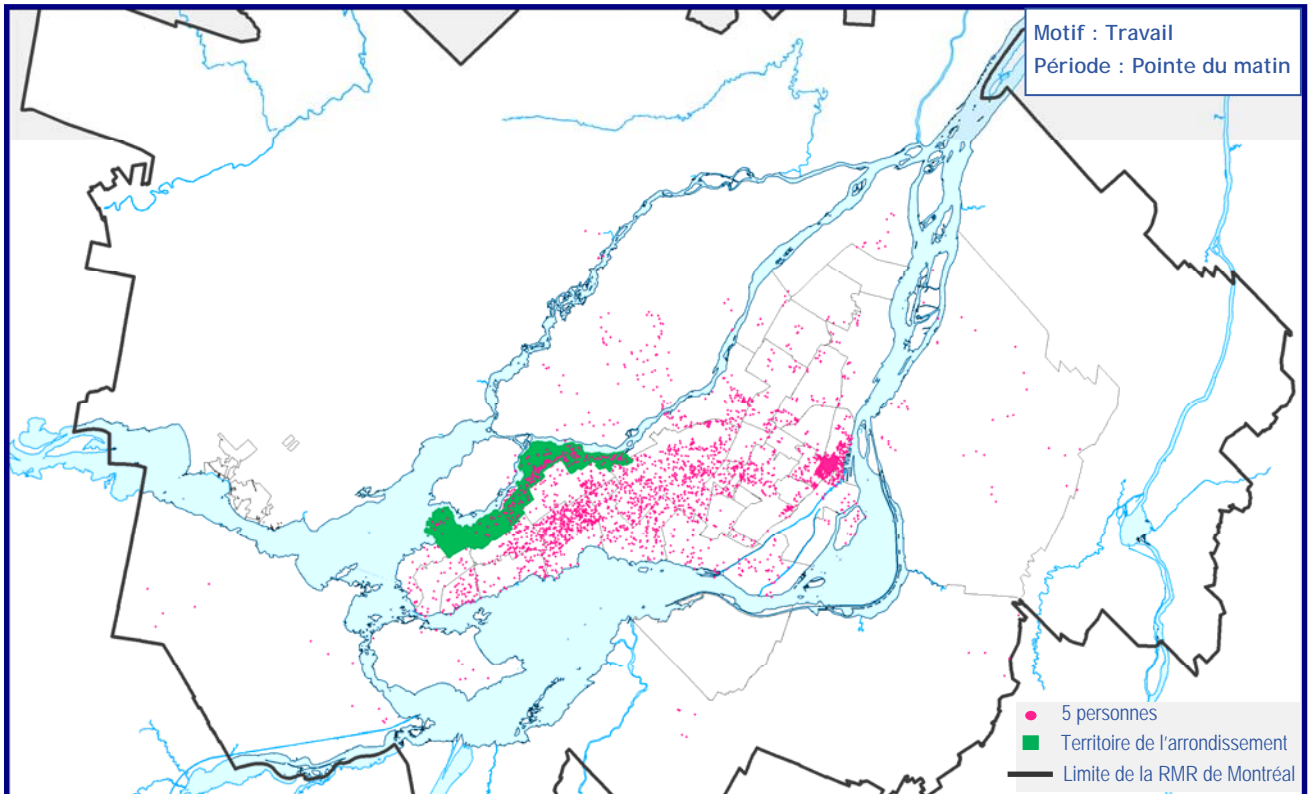 Motif : Travail
Période : Pointe du matin
5 personnes
Territoire de l'arrondissement
Limite de la RMR de Montréal